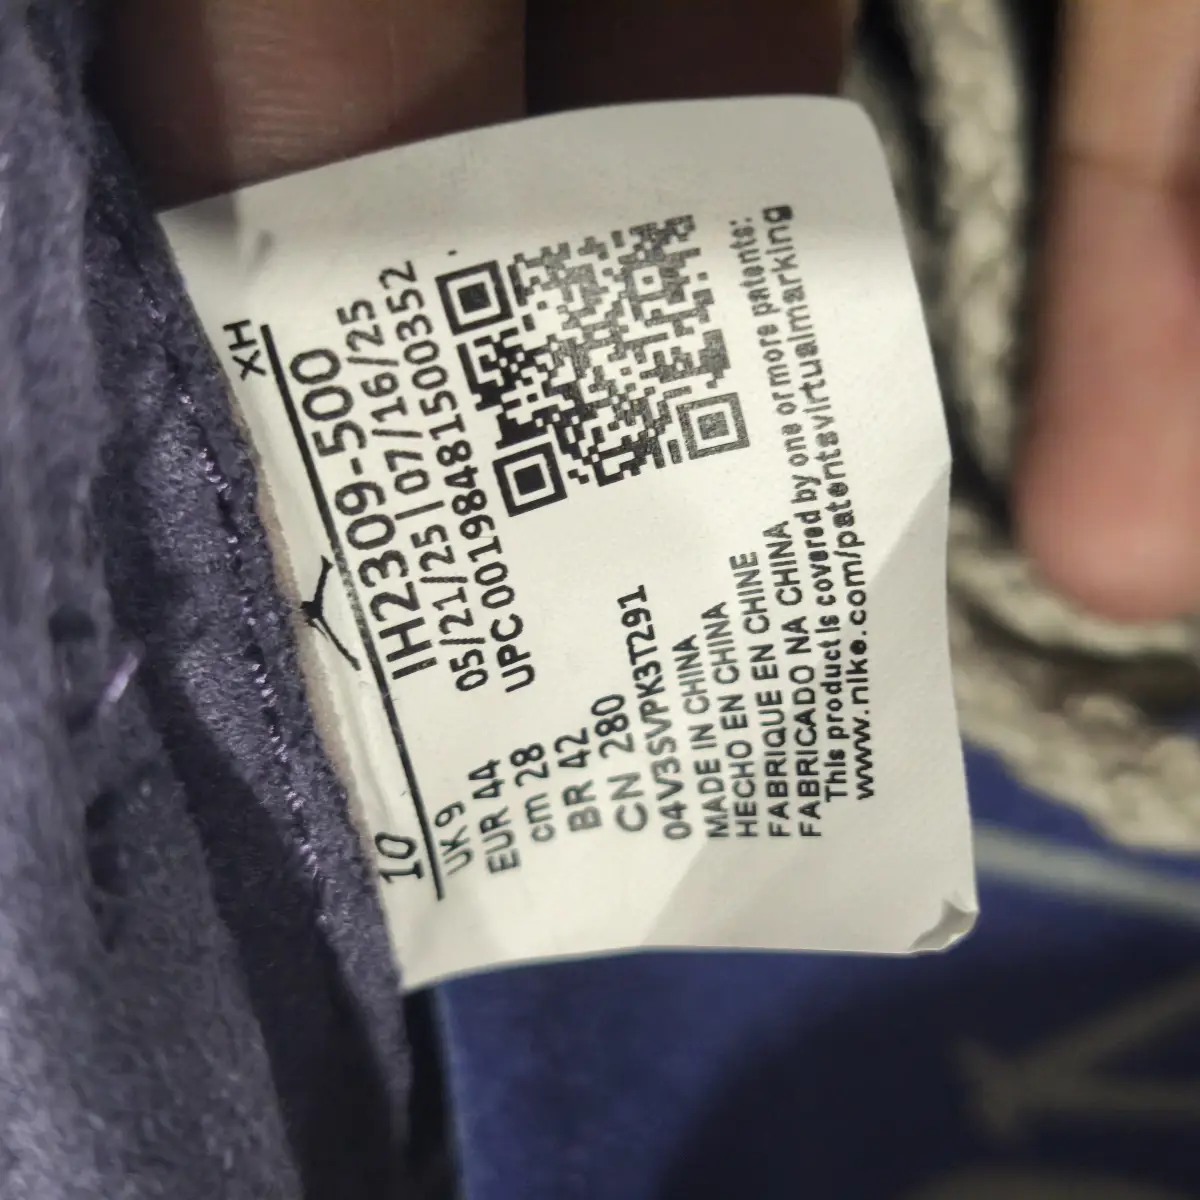 10 XH
UK 9
EUR 44
cm 28
BR 42
CN 280
IH2309-500
05/21/25 | 07/16/25
UPC 00198481500352
04V3SVPK3T291
MADE IN CHINA
HECHO EN CHINA
FABRIQUE EN CHINE
FABRICADO NA CHINA
This product is covered by one or more patents:
www.nike.com/patentsvirtualmarking